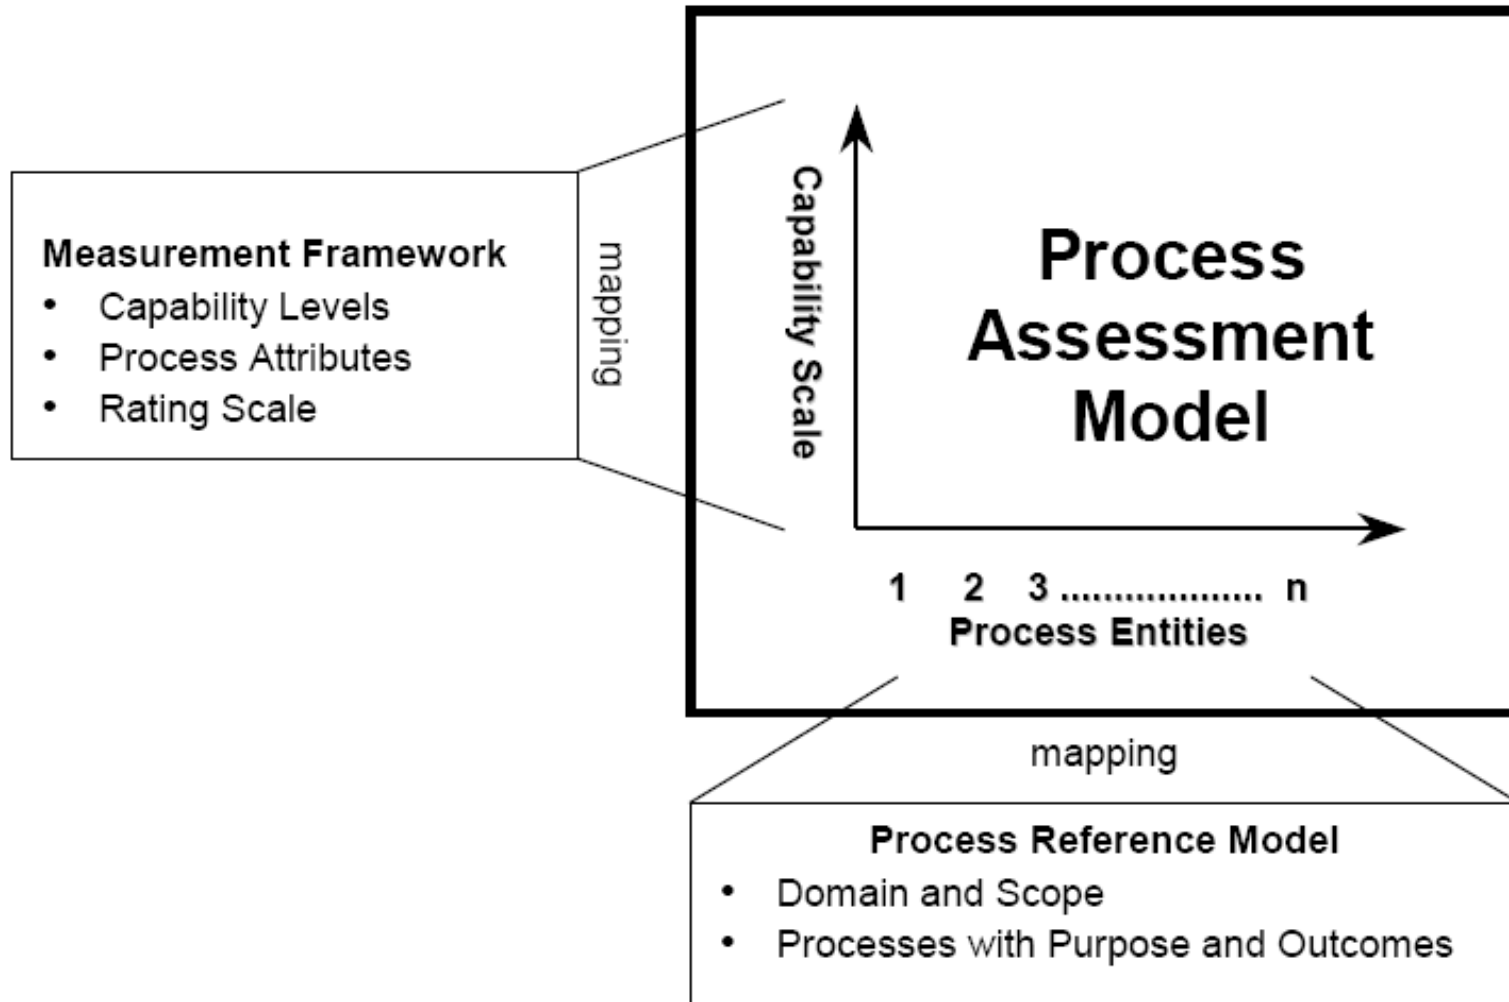 Measurement Framework
• Capability Levels
• Process Attributes
• Rating Scale
mapping
Capability Scale
Process
Assessment
Model
1 2 3 ................... n
Process Entities
mapping
Process Reference Model
• Domain and Scope
• Processes with Purpose and Outcomes